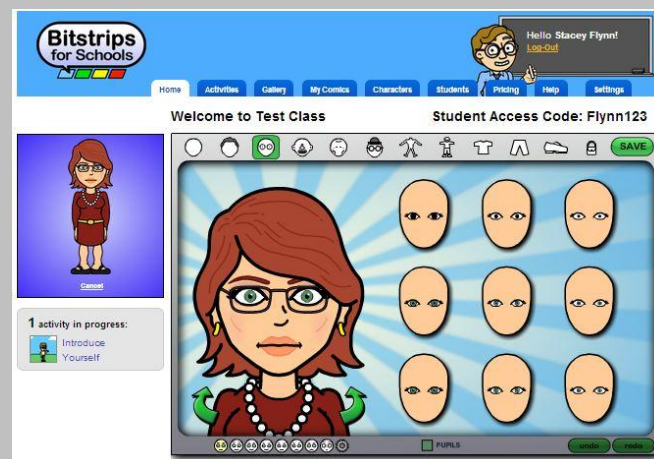 Bitstrips
for Schools
Hello Stacey Flynn!
Log-Out
Home Activities Gallery My Comics Characters Students Pricing Help Settings
Welcome to Test Class Student Access Code: Flynn123
SAVE
Cancel
1 activity in progress:
Introduce
Yourself
PUPILS
undo redo